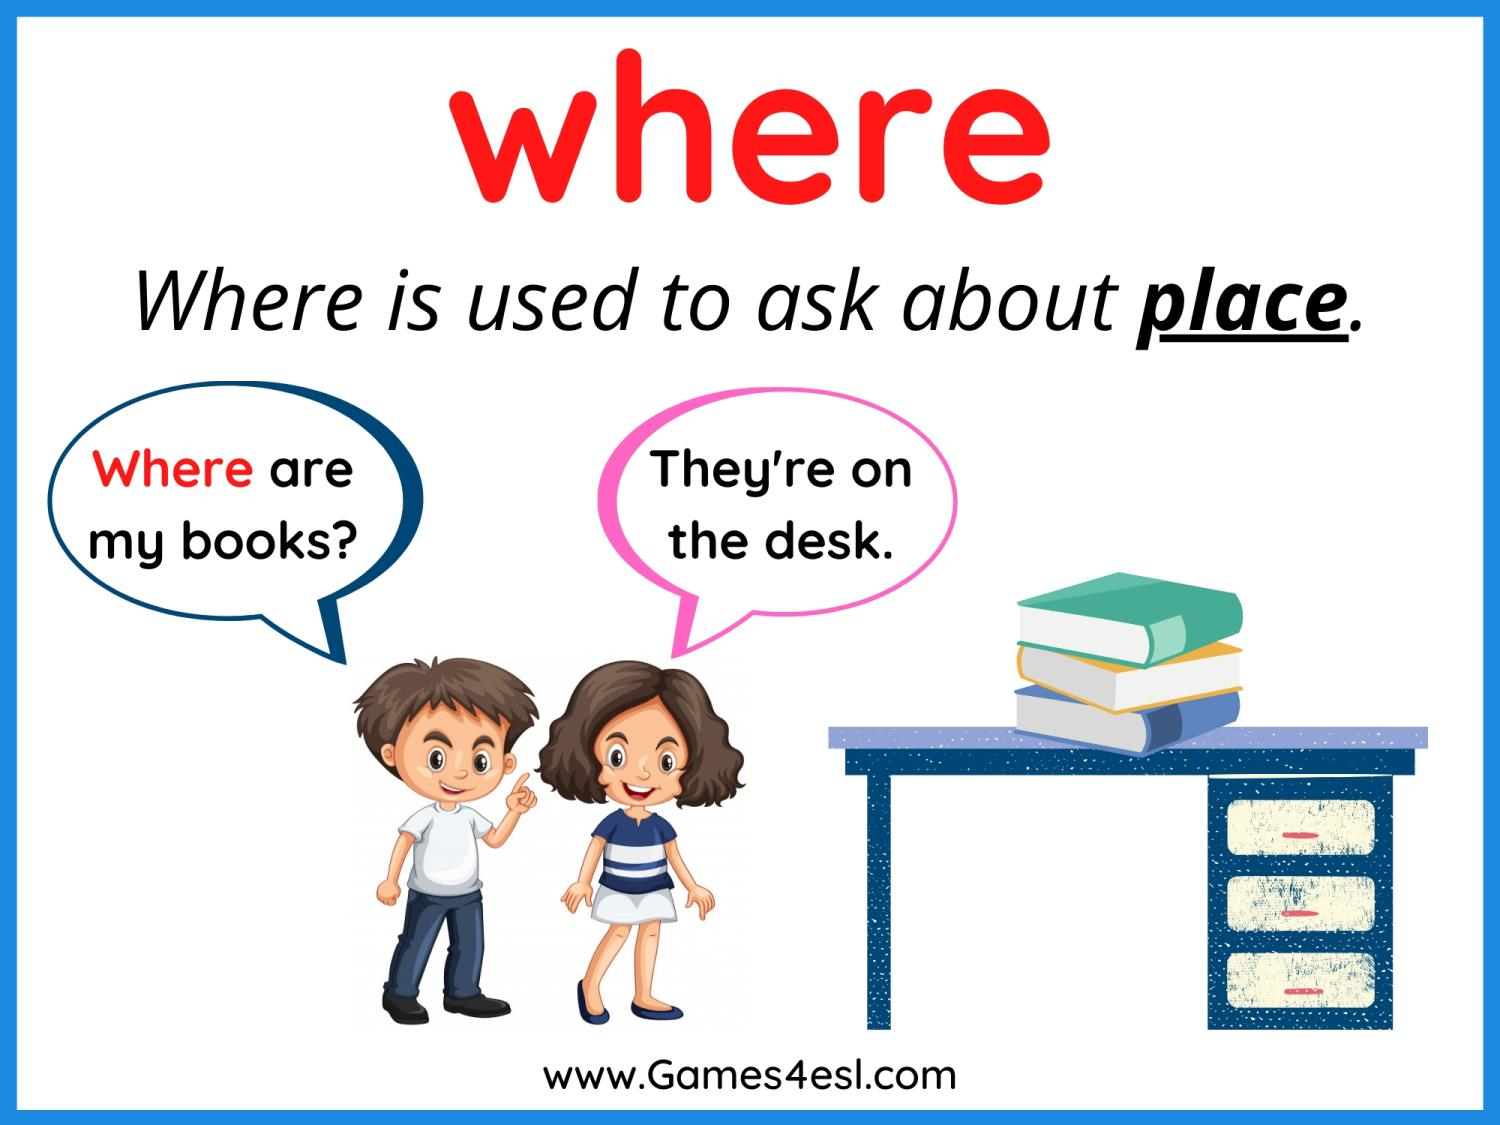 where
Where is used to ask about place.
Where are
my books?
They're on
the desk.
www.Games4esl.com